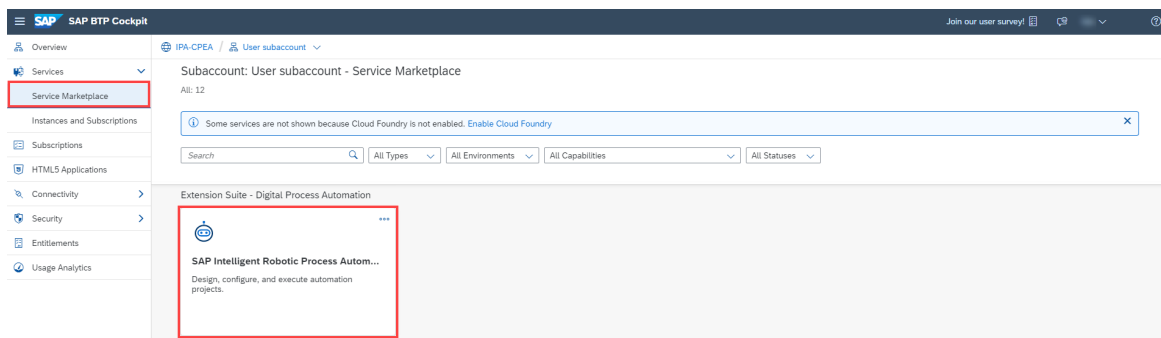 SAP SAP BTP Cockpit
Join our user survey!
Overview
IPA-CPEA / User subaccount
Services
Subaccount: User subaccount - Service Marketplace
All: 12
Service Marketplace
Instances and Subscriptions
Some services are not shown because Cloud Foundry is not enabled. Enable Cloud Foundry
Subscriptions
Search
All Types
All Environments
All Capabilities
All Statuses
HTML5 Applications
Connectivity
Extension Suite - Digital Process Automation
Security
Entitlements
Usage Analytics
SAP Intelligent Robotic Process Autom...
Design, configure, and execute automation
projects.